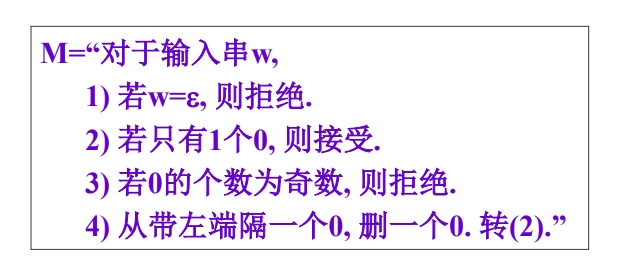 M=“对于输入串w,
1) 若w=ε, 则拒绝.
2) 若只有1个0, 则接受.
3) 若0的个数为奇数, 则拒绝.
4) 从带左端隔一个0, 删一个0. 转(2).”